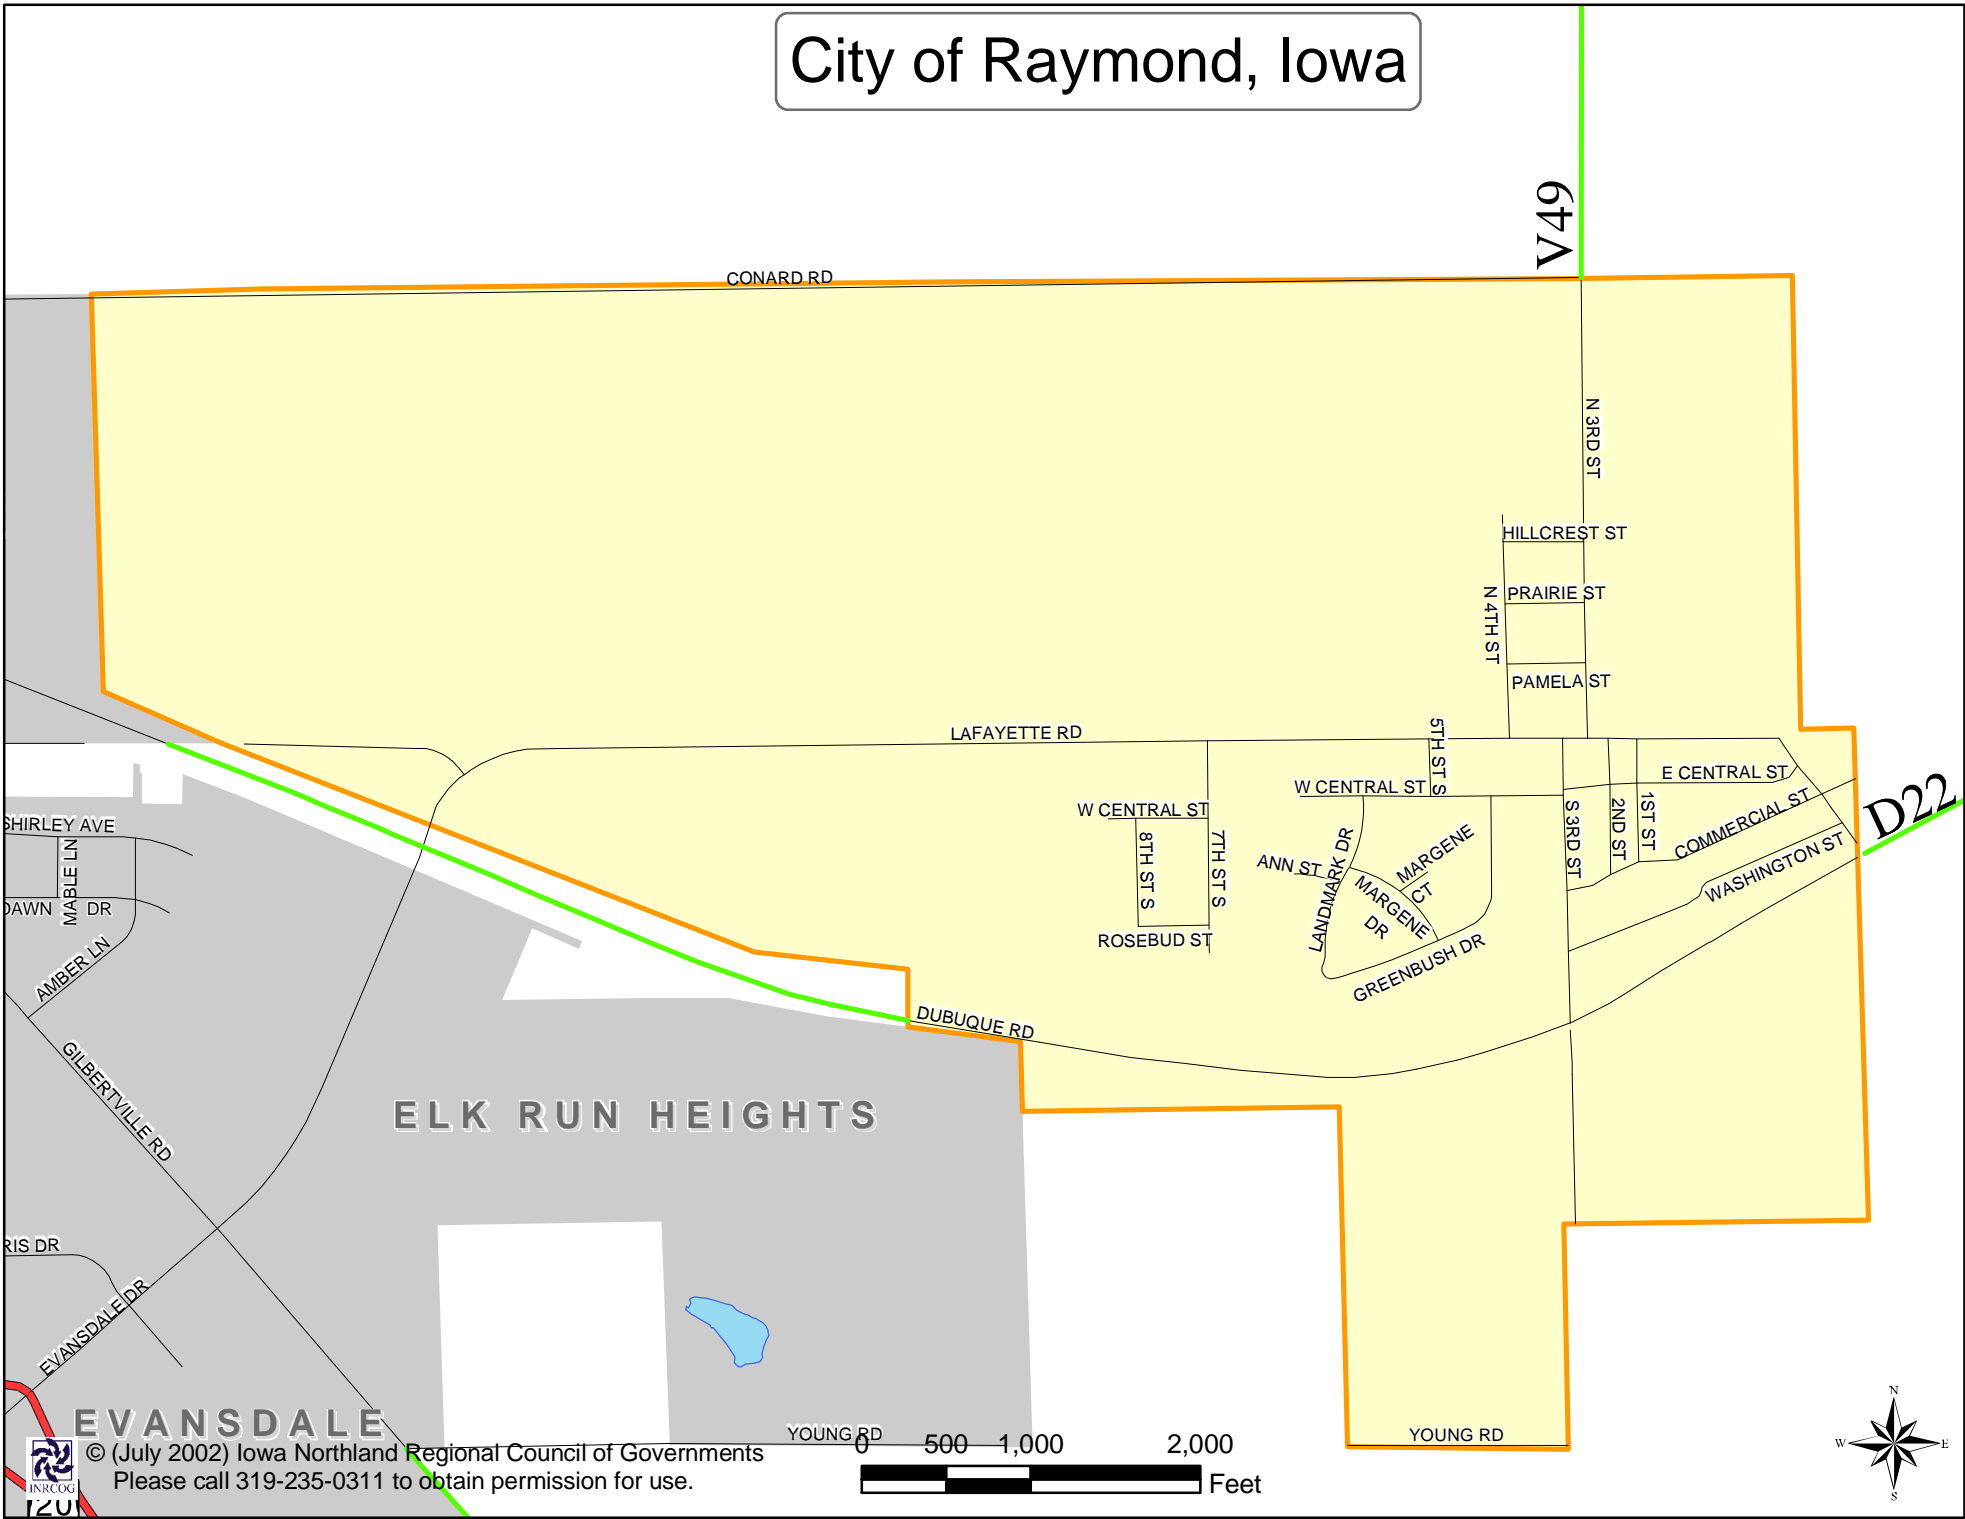 City of Raymond, Iowa
V49
CONARD RD
N 3RD ST
HILLCREST ST
PRAIRIE ST
N 4TH ST
PAMELA ST
LAFAYETTE RD
5TH ST S
E CENTRAL ST
W CENTRAL ST
W CENTRAL ST
D22
S 3RD ST
2ND ST
1ST ST
COMMERCIAL ST
WASHINGTON ST
8TH ST S
7TH ST S
ROSEBUD ST
ANN ST
LANDMARK DR
MARGENE
CT
MARGENE
DR
GREENBUSH DR
SHIRLEY AVE
MABLE LN
DAWN DR
AMBER LN
DUBUQUE RD
GILBERTVILLE RD
ELK RUN HEIGHTS
RIS DR
EVANSDALE DR
EVANSDALE
YOUNG RD
YOUNG RD
© (July 2002) Iowa Northland Regional Council of Governments
Please call 319-235-0311 to obtain permission for use.
INRCOG
20
0 500 1,000 2,000
Feet
N
W E
S